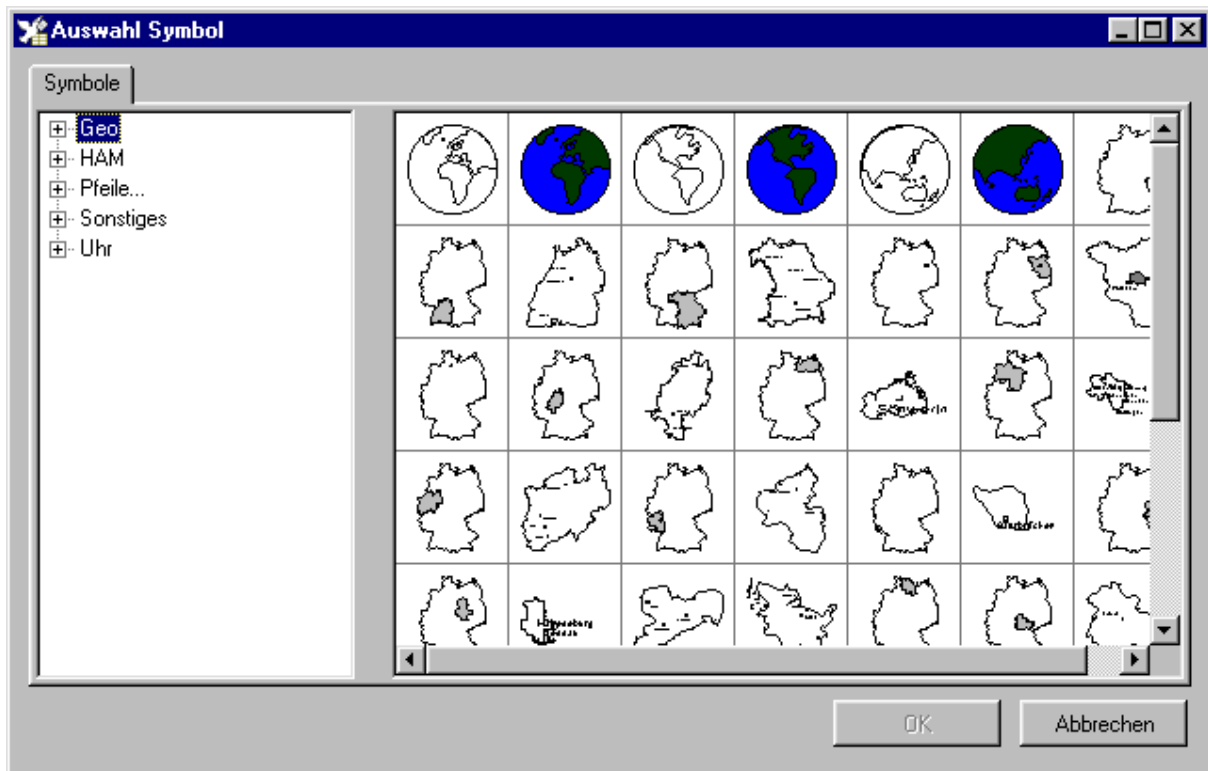 Auswahl Symbol
Symbole
Geo
HAM
Pfeile...
Sonstiges
Uhr
OK
Abbrechen